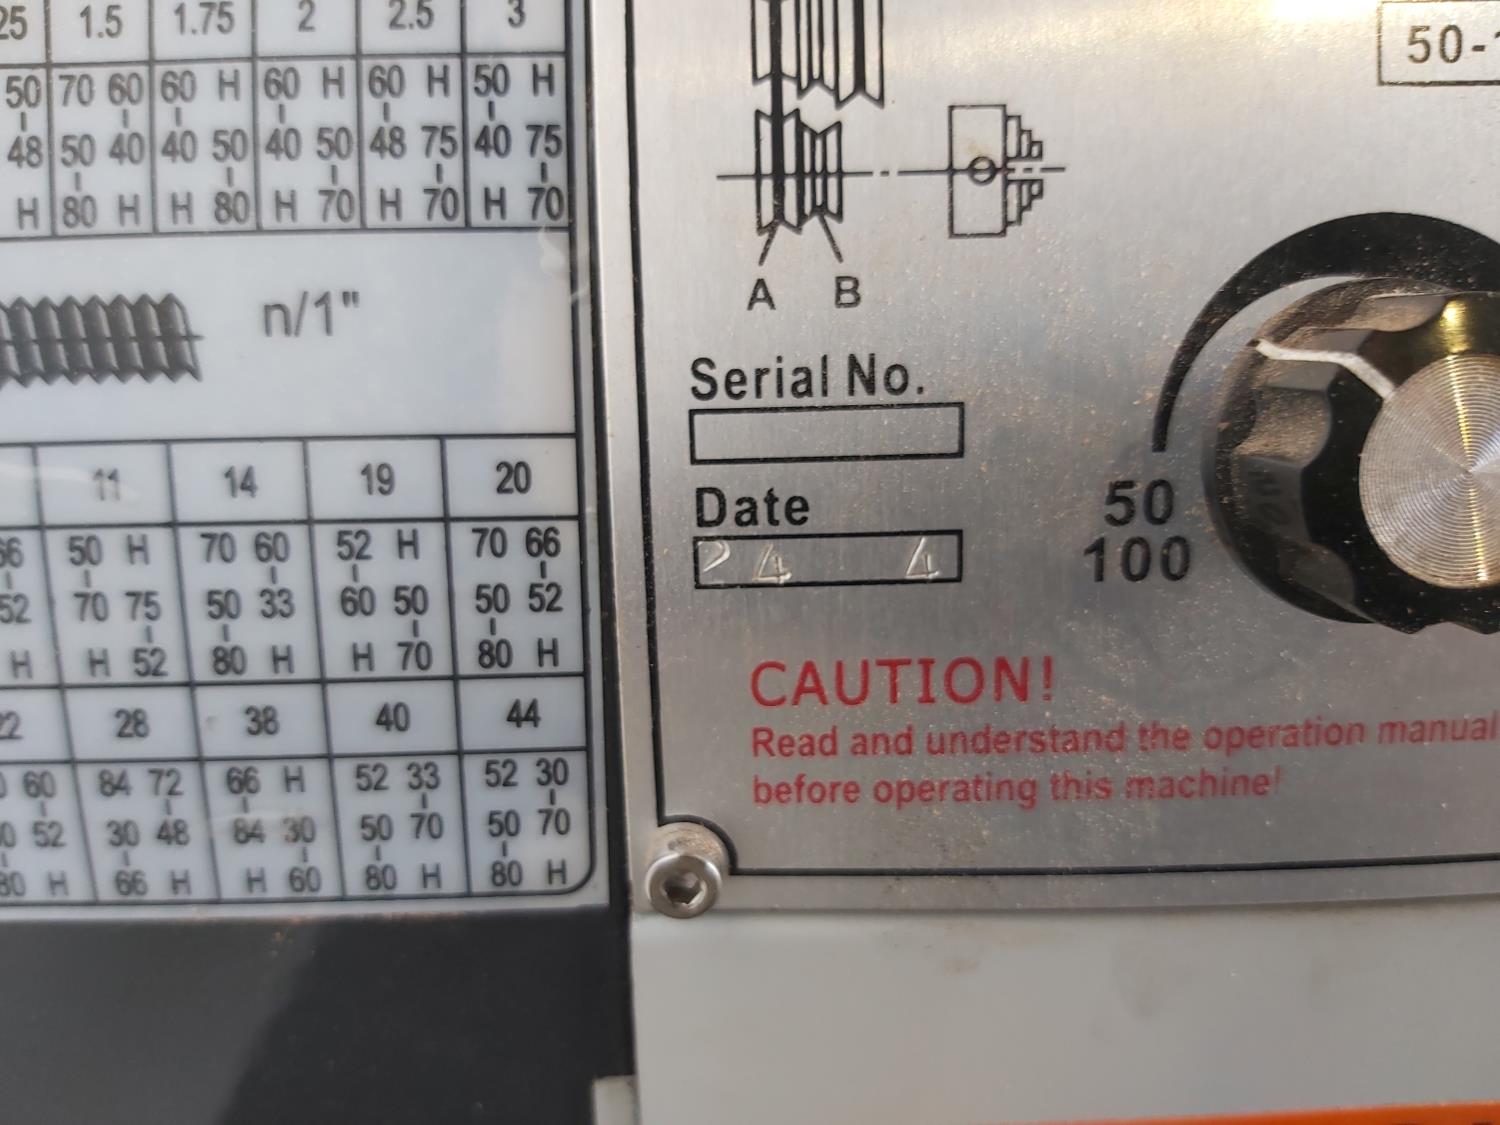 25 1.5 1.75 2 2.5 3
50 70 60 60 H 60 H 60 H 50 H
48 50 40 40 50 40 50 48 75 40 75
H 80 H H 80 H 70 H 70 H 70
n/1"
11 14 19 20
66 50 H 70 60 52 H 70 66
52 70 75 50 33 60 50 50 52
H H 52 80 H H 70 80 H
22 28 38 40 44
60 84 72 66 H 52 33 52 30
52 30 48 84 30 50 70 50 70
80 H 66 H H 60 80 H 80 H
50-
A B
Serial No.
Date
24 4
50
100
CAUTION!
Read and understand the operation manual
before operating this machine!